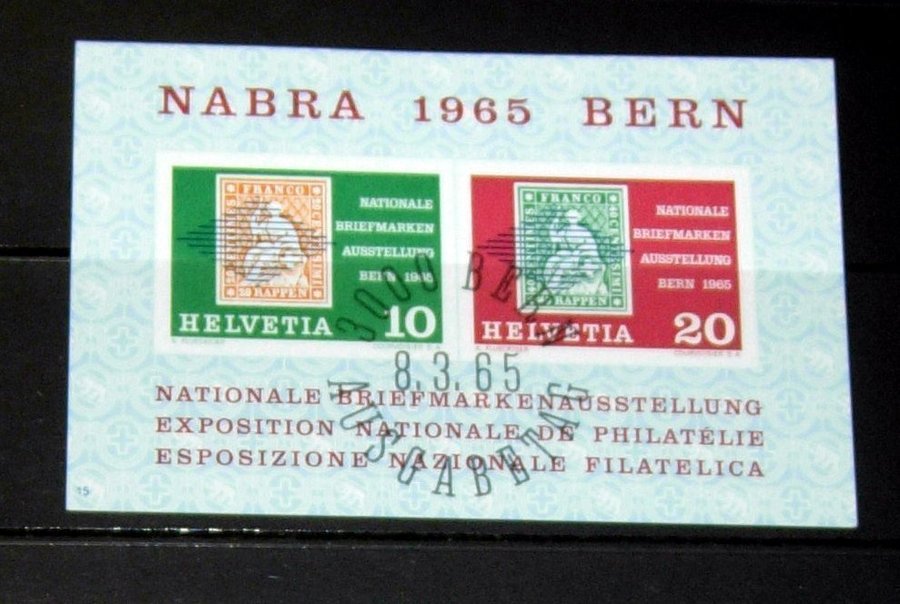 NABRA 1965 BERN
FRANCO
20 RAPPEN
NATIONALE
BRIEFMARKEN
AUSSTELLUNG
BERN 1965
HELVETIA 10
FRANCO
RAPPEN
NATIONALE
BRIEFMARKEN
AUSSTELLUNG
BERN 1965
HELVETIA 20
3000 BERN
8.3.65
AUSGABETAG
NATIONALE BRIEFMARKENAUSSTELLUNG
EXPOSITION NATIONALE DE PHILATÉLIE
ESPOSIZIONE NAZIONALE FILATELICA
15